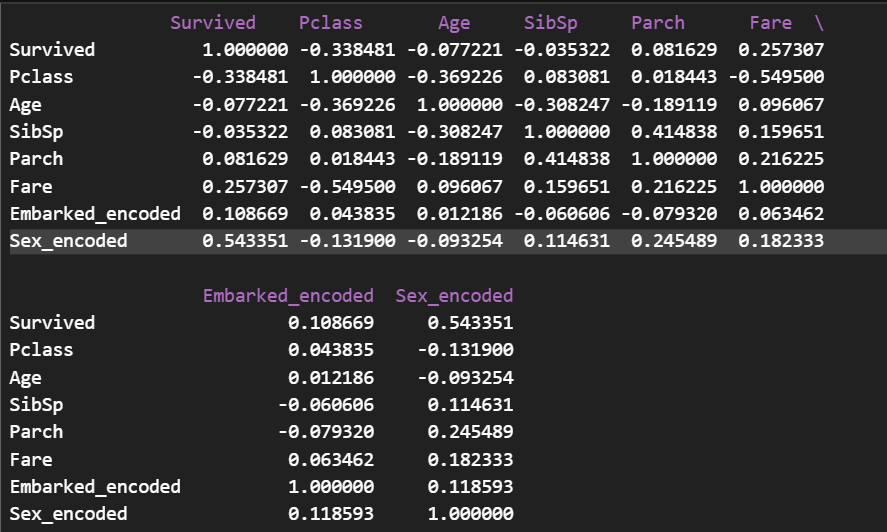 Survived Pclass Age SibSp Parch Fare \
Survived 1.000000 -0.338481 -0.077221 -0.035322 0.081629 0.257307
Pclass -0.338481 1.000000 -0.369226 0.083081 0.018443 -0.549500
Age -0.077221 -0.369226 1.000000 -0.308247 -0.189119 0.096067
SibSp -0.035322 0.083081 -0.308247 1.000000 0.414838 0.159651
Parch 0.081629 0.018443 -0.189119 0.414838 1.000000 0.216225
Fare 0.257307 -0.549500 0.096067 0.159651 0.216225 1.000000
Embarked_encoded 0.108669 0.043835 0.012186 -0.060606 -0.079320 0.063462
Sex_encoded 0.543351 -0.131900 -0.093254 0.114631 0.245489 0.182333
Embarked_encoded Sex_encoded
Survived 0.108669 0.543351
Pclass 0.043835 -0.131900
Age 0.012186 -0.093254
SibSp -0.060606 0.114631
Parch -0.079320 0.245489
Fare 0.063462 0.182333
Embarked_encoded 1.000000 0.118593
Sex_encoded 0.118593 1.000000